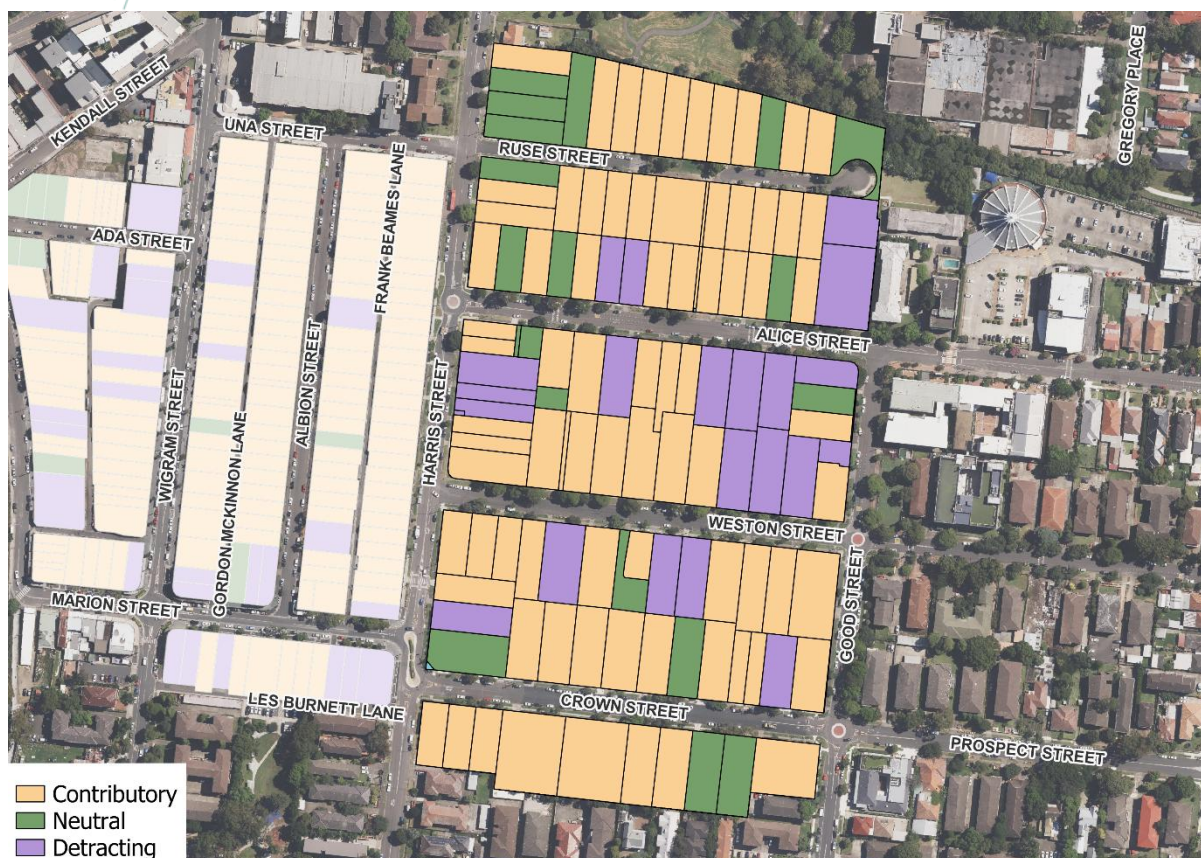 KENDALL STREET
GREGORY PLACE
UNA STREET
RUSE STREET
FRANK BEAMES LANE
ADA STREET
ALICE STREET
HARRIS STREET
ALBION STREET
WIGRAM STREET
GORDON MCKINNON LANE
WESTON STREET
GOOD STREET
MARION STREET
LES BURNETT LANE
CROWN STREET
PROSPECT STREET
Contributory
Neutral
Detracting